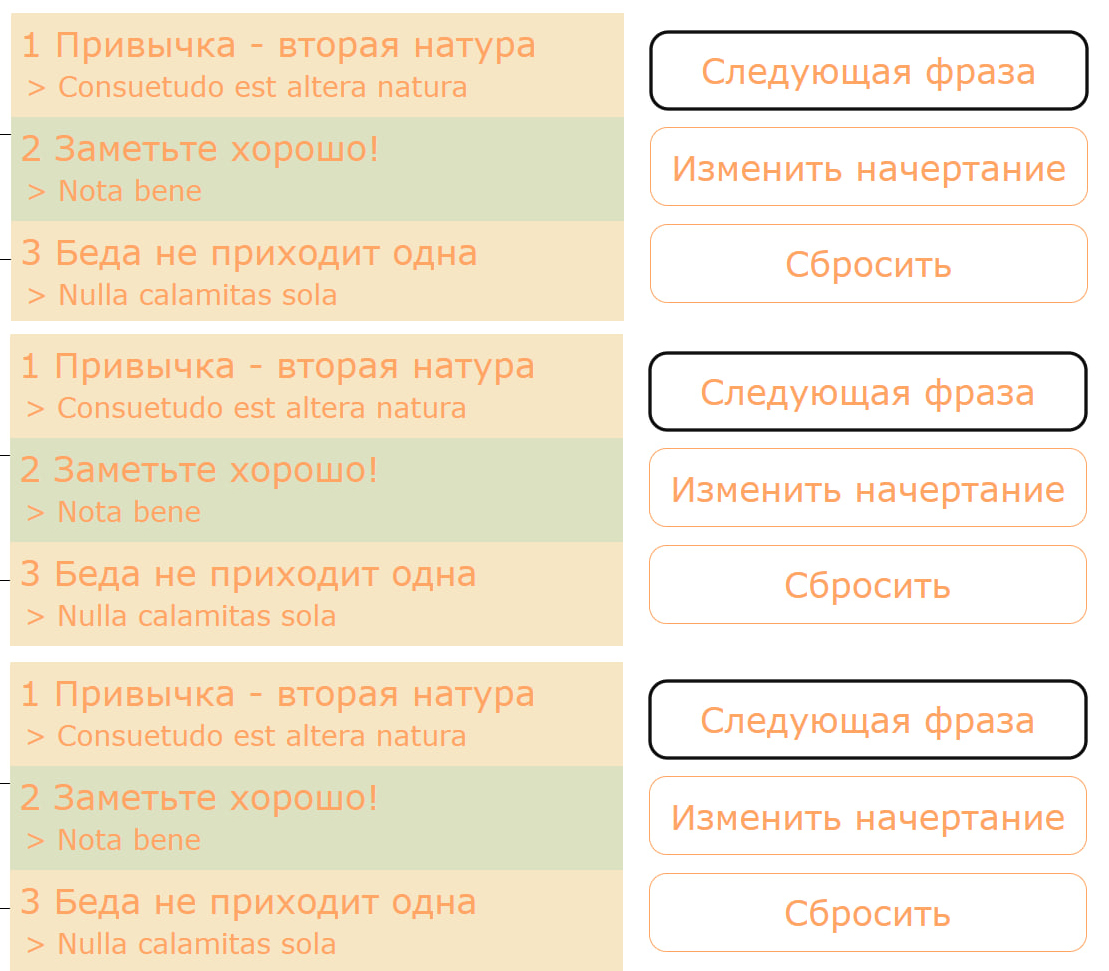 1 Привычка - вторая натура
> Consuetudo est altera natura
2 Заметьте хорошо!
> Nota bene
3 Беда не приходит одна
> Nulla calamitas sola
Следующая фраза
Изменить начертание
Сбросить
1 Привычка - вторая натура
> Consuetudo est altera natura
2 Заметьте хорошо!
> Nota bene
3 Беда не приходит одна
> Nulla calamitas sola
Следующая фраза
Изменить начертание
Сбросить
1 Привычка - вторая натура
> Consuetudo est altera natura
2 Заметьте хорошо!
> Nota bene
3 Беда не приходит одна
> Nulla calamitas sola
Следующая фраза
Изменить начертание
Сбросить